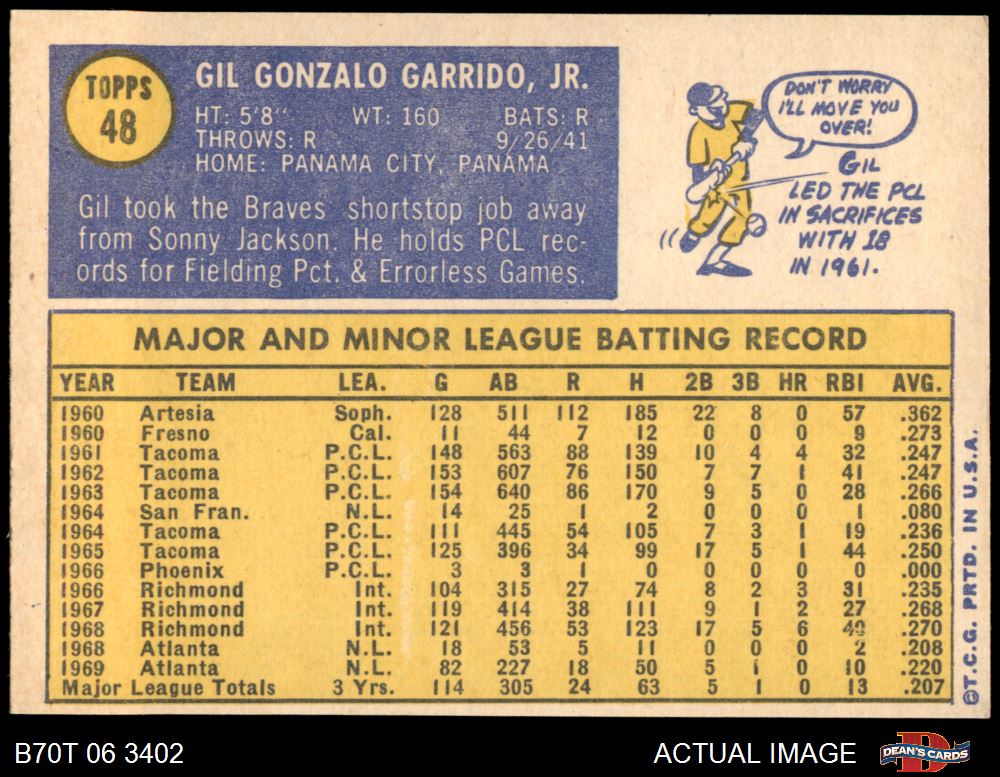 TOPPS
48
GIL GONZALO GARRIDO, JR.
HT: 5'8" WT: 160 BATS: R
THROWS: R 9/26/41
HOME: PANAMA CITY, PANAMA
Gil took the Braves shortstop job away
from Sonny Jackson. He holds PCL rec-
ords for Fielding Pct. & Errorless Games.
DON'T WORRY
I'LL MOVE YOU
OVER!
GIL
LED THE PCL
IN SACRIFICES
WITH 18
IN 1961.
MAJOR AND MINOR LEAGUE BATTING RECORD
YEAR TEAM LEA. G AB R H 2B 3B HR RBI AVG.
1960 Artesia Soph. 128 511 112 185 22 8 0 57 .362
1960 Fresno Cal. 11 44 7 12 0 0 0 9 .273
1961 Tacoma P.C.L. 148 563 88 139 10 4 4 32 .247
1962 Tacoma P.C.L. 153 607 76 150 7 7 1 41 .247
1963 Tacoma P.C.L. 154 640 86 170 9 5 0 28 .266
1964 San Fran. N.L. 14 25 1 2 0 0 0 1 .080
1964 Tacoma P.C.L. 111 445 54 105 7 3 1 19 .236
1965 Tacoma P.C.L. 125 396 34 99 17 5 1 44 .250
1966 Phoenix P.C.L. 3 3 1 0 0 0 0 0 .000
1966 Richmond Int. 104 315 27 74 8 2 3 31 .235
1967 Richmond Int. 119 414 38 111 9 1 2 27 .268
1968 Richmond Int. 121 456 53 123 17 5 6 .270
1968 Atlanta N.L. 18 53 5 11 0 0 0 2 .208
1969 Atlanta N.L. 82 227 18 50 5 1 0 10 .220
Major League Totals 3 Yrs. 114 305 24 63 5 1 0 13 .207
©T.C.G. PRTD. IN U.S.A.
B70T 06 3402
ACTUAL IMAGE
DEAN'S CARDS